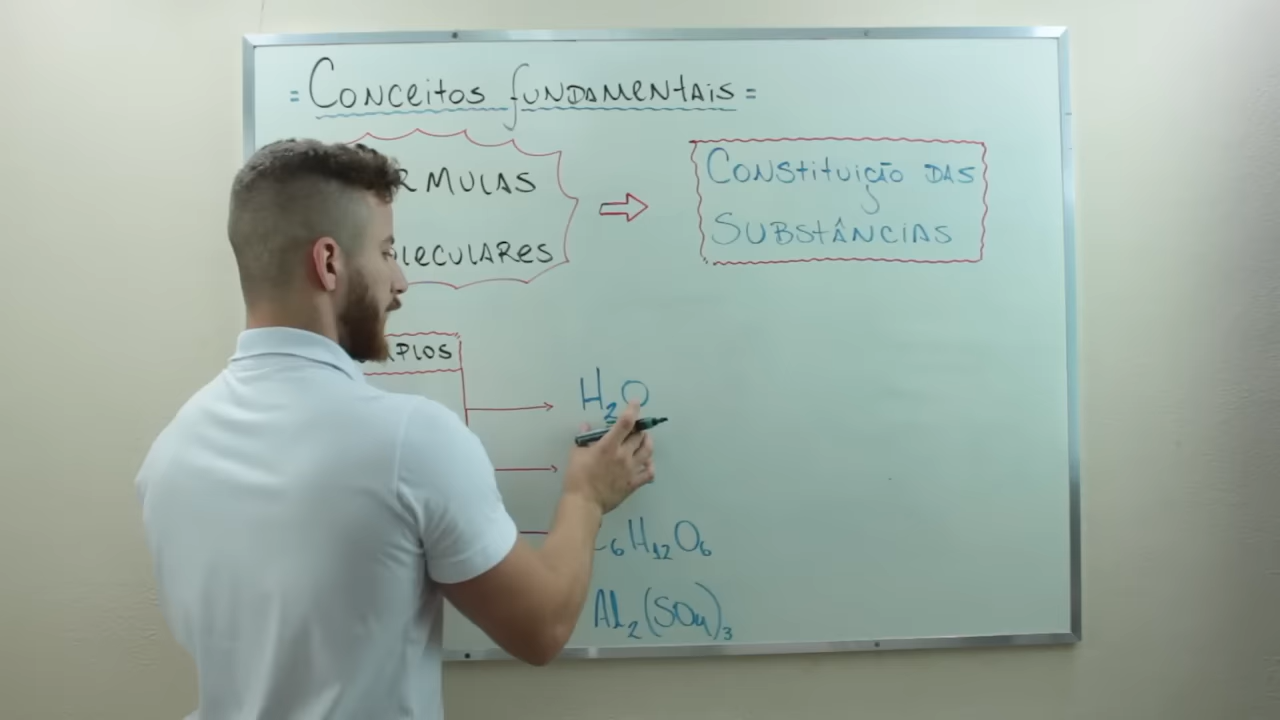 = Conceitos fundamentais =
RMULAS
LECULARES
Constituição das
Substâncias
PLOS
H₂O
C₆H₁₂O₆
Al₂(SO₄)₃